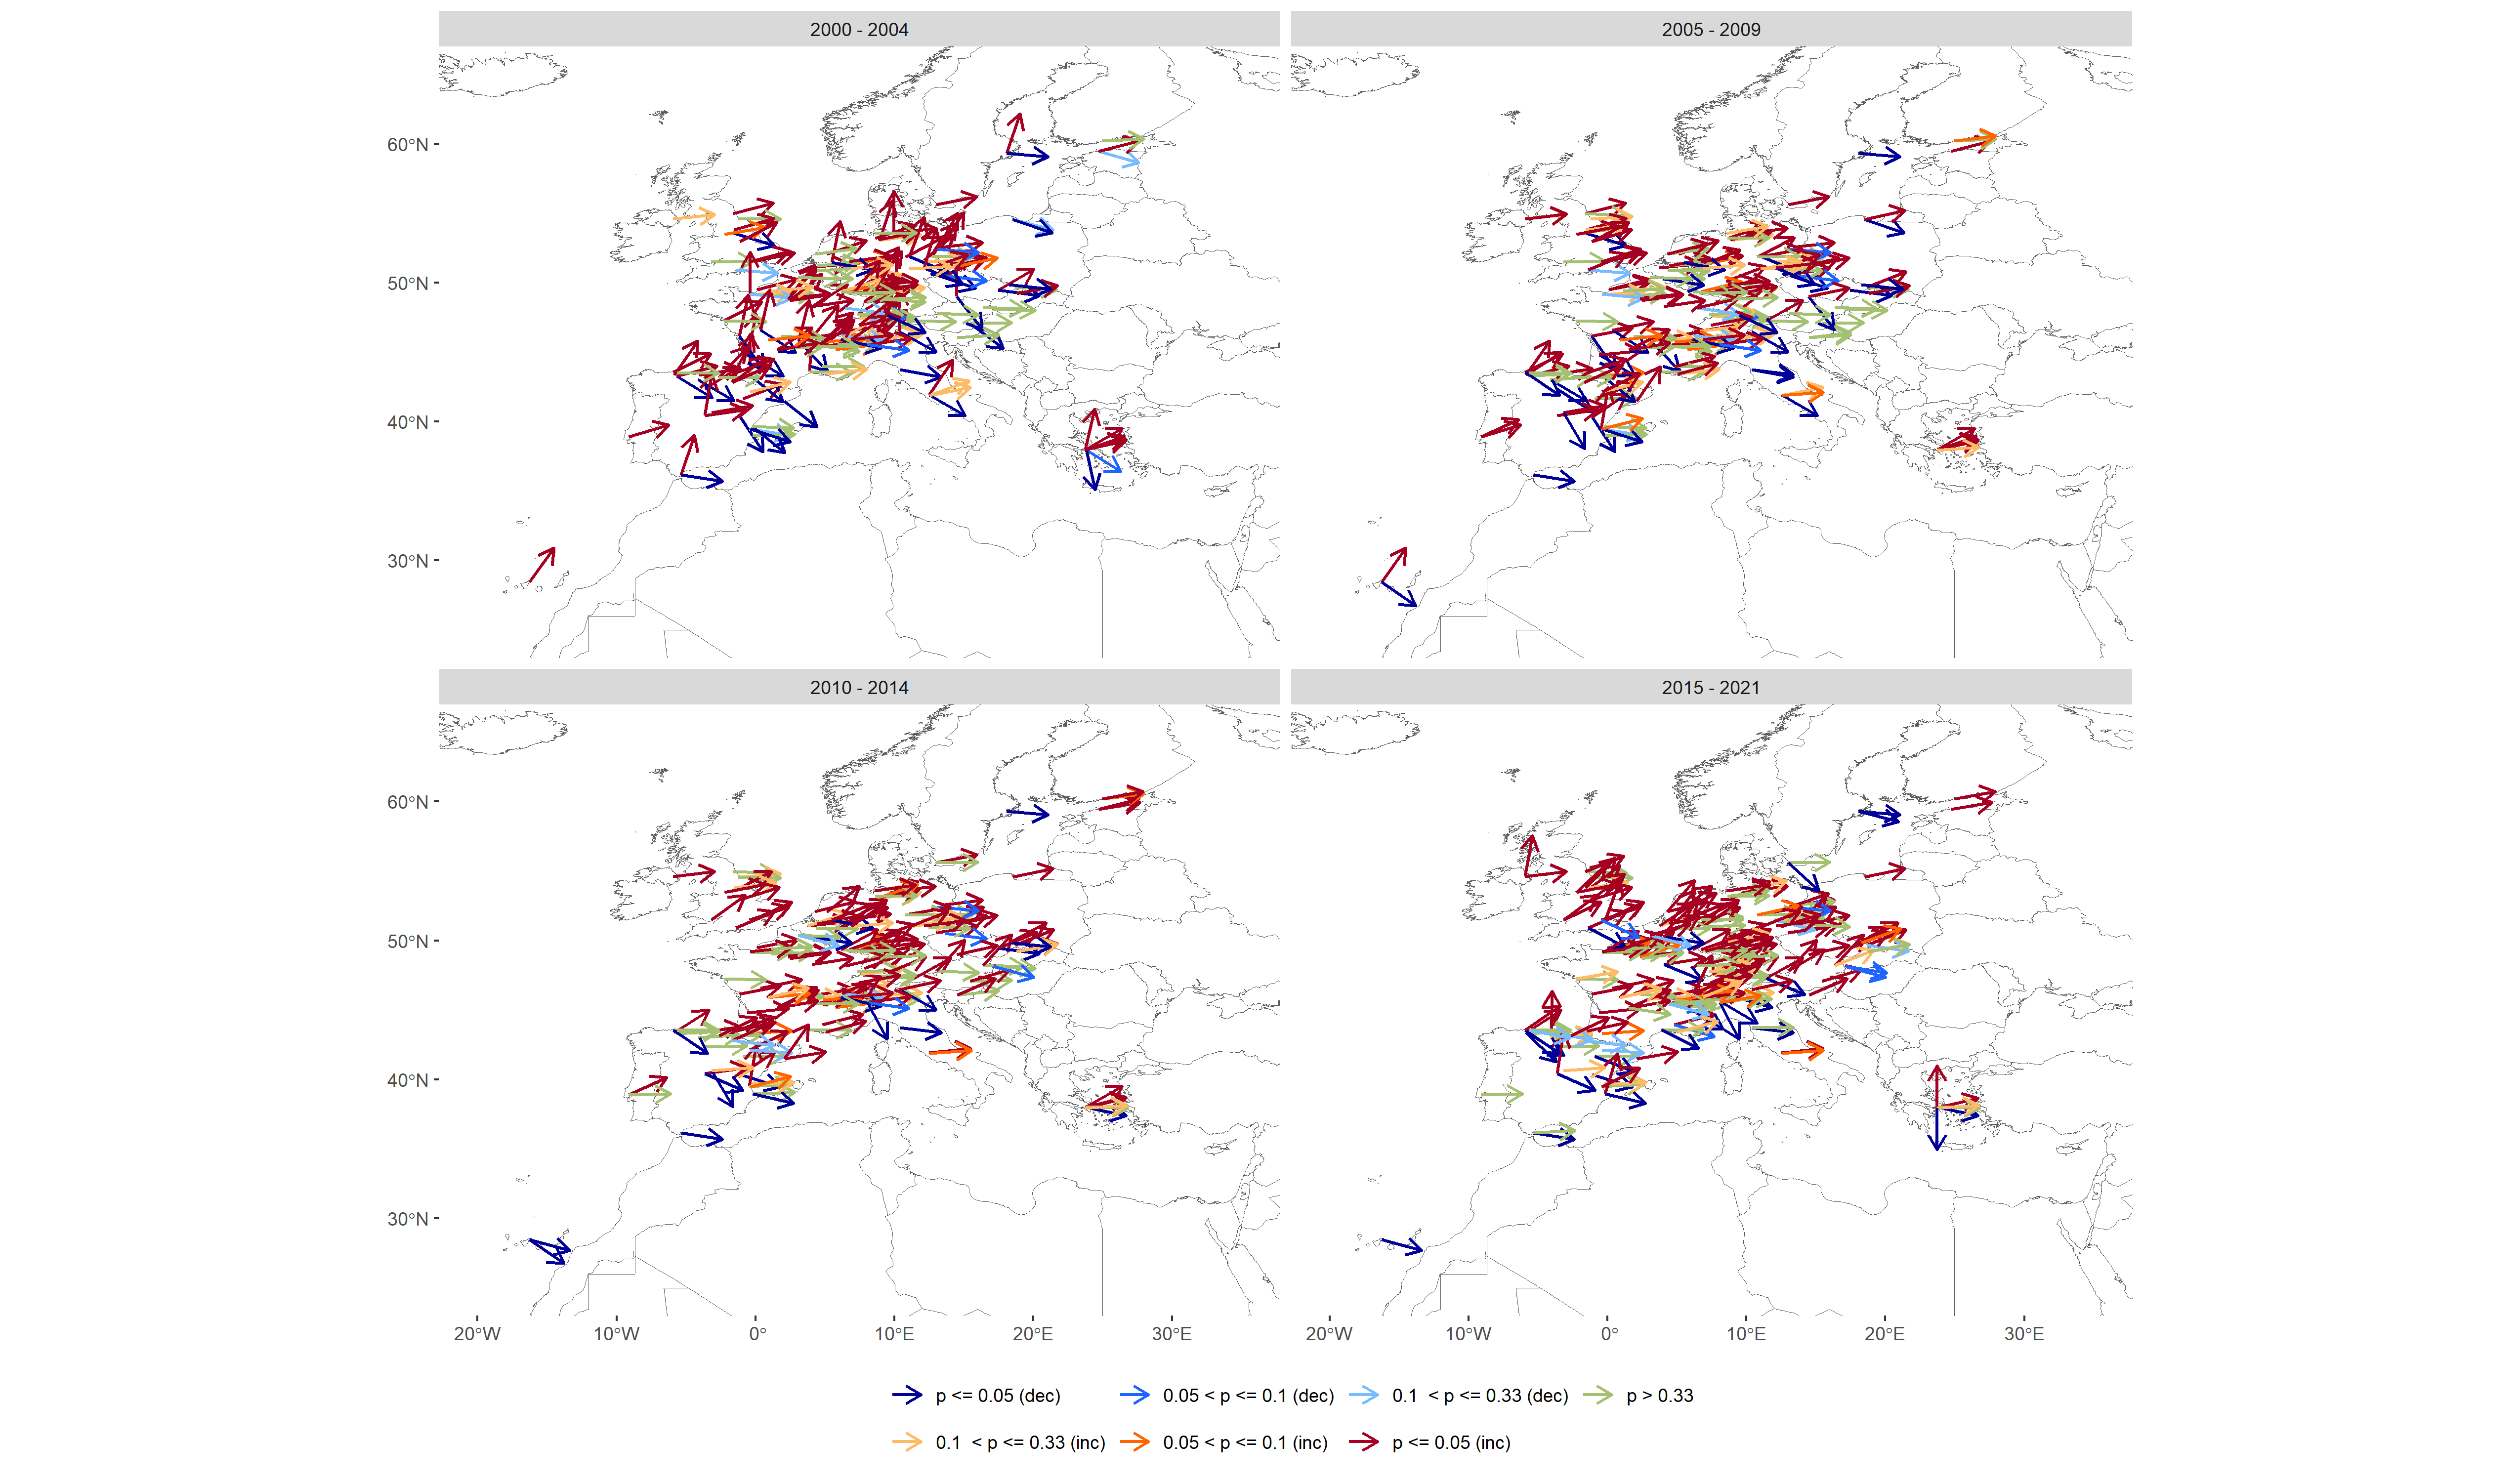 2000 - 2004
2005 - 2009
60°N
50°N
40°N
30°N
2010 - 2014
2015 - 2021
60°N
50°N
40°N
30°N
20°W 10°W 0° 10°E 20°E 30°E
20°W 10°W 0° 10°E 20°E 30°E
p <= 0.05 (dec) 0.05 < p <= 0.1 (dec) 0.1 < p <= 0.33 (dec) p > 0.33
0.1 < p <= 0.33 (inc) 0.05 < p <= 0.1 (inc) p <= 0.05 (inc)